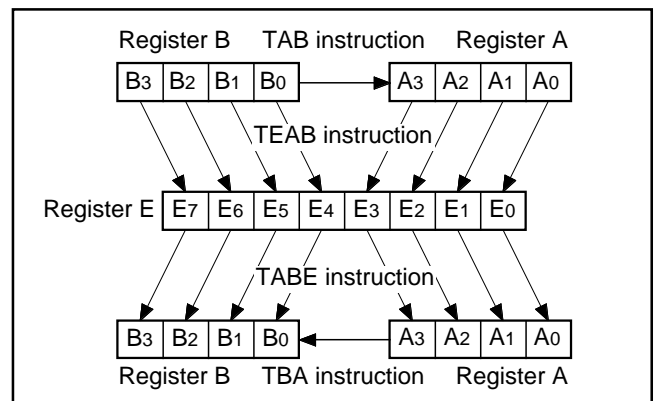 Register B TAB instruction Register A
B3 B2 B1 B0 A3 A2 A1 A0
TEAB instruction
Register E E7 E6 E5 E4 E3 E2 E1 E0
TABE instruction
B3 B2 B1 B0 A3 A2 A1 A0
Register B TBA instruction Register A